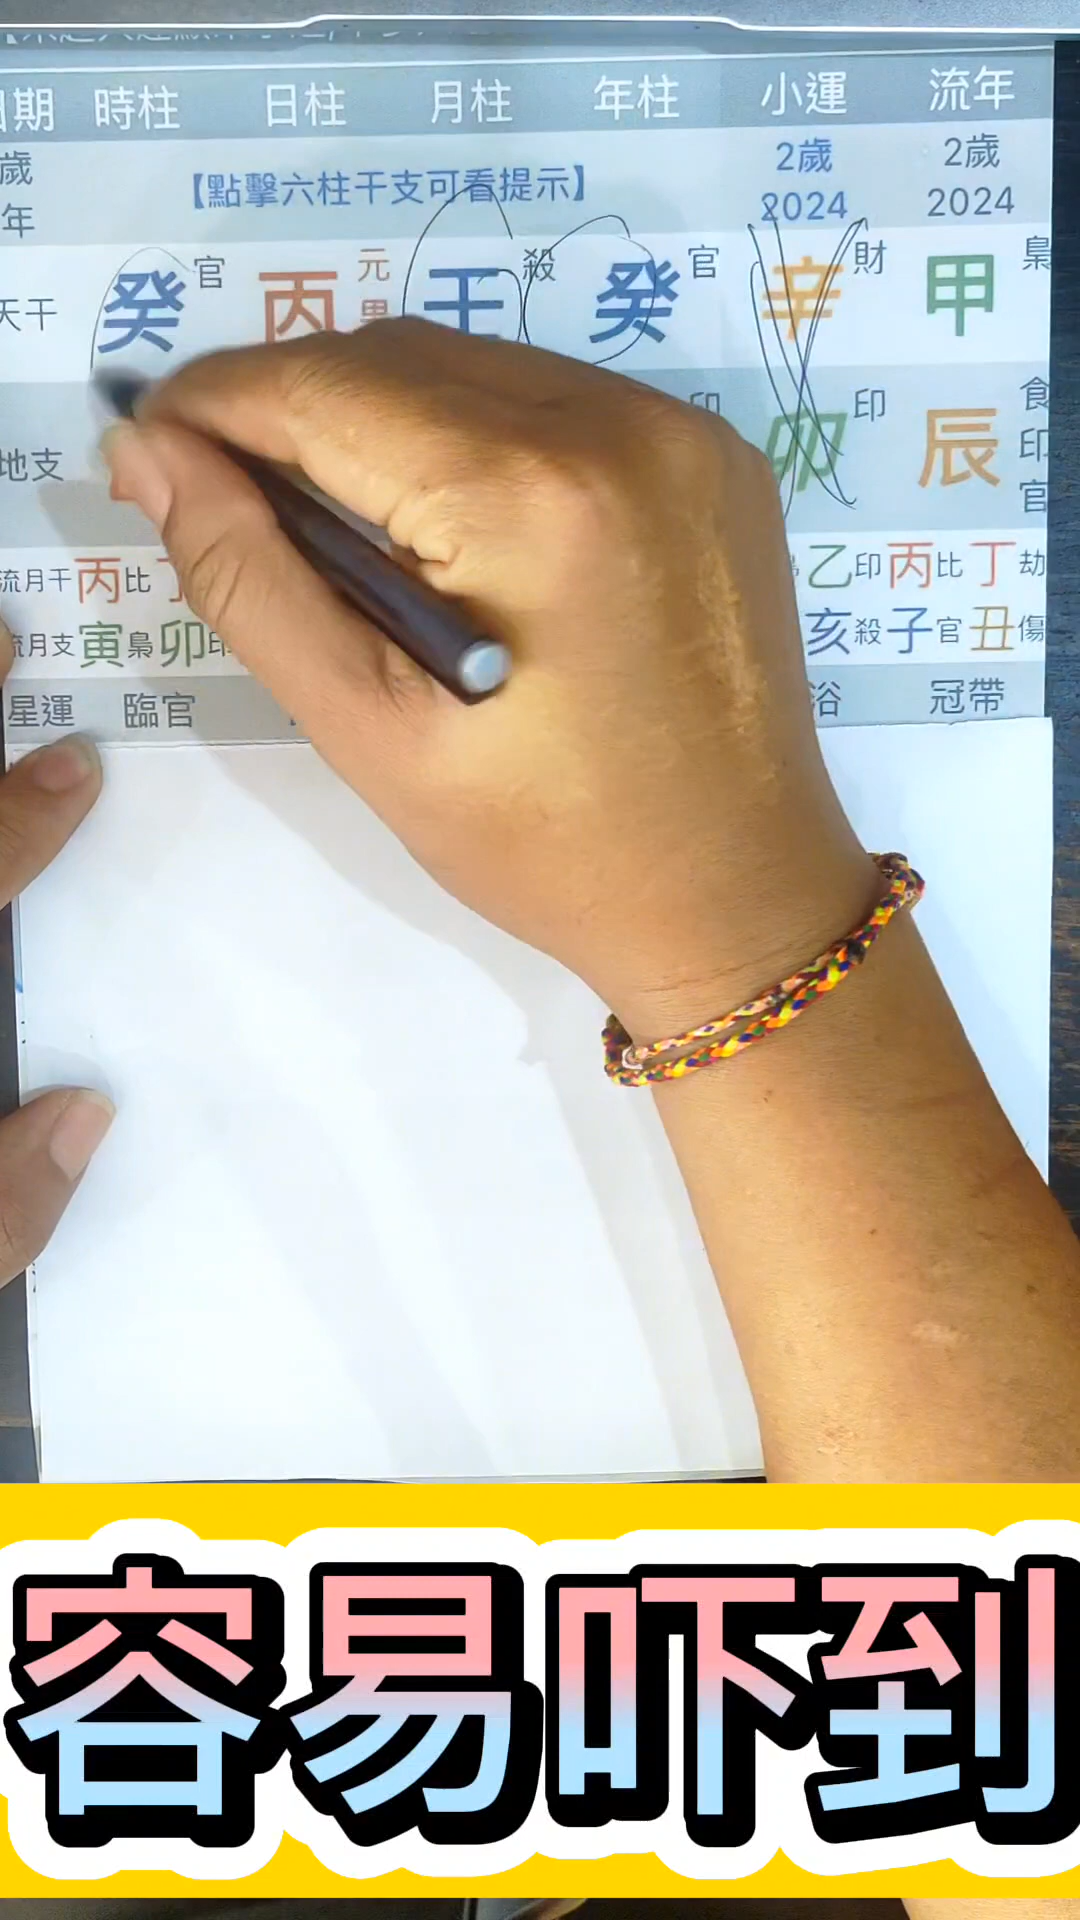 日期 時柱 日柱 月柱 年柱 小運 流年
歲 【點擊六柱干支可看提示】 2歲 2歲
年 2024 2024
天干 癸 官 丙 元男 壬 殺 癸 官 辛 財 甲 梟
地支 印 卯 印 辰 食印官
流月干 丙 比 乙 印 丙 比 丁 劫
流月支 寅 梟 卯 印 亥 殺 子 官 丑 傷
星運 臨官 浴 冠帶
容易吓到